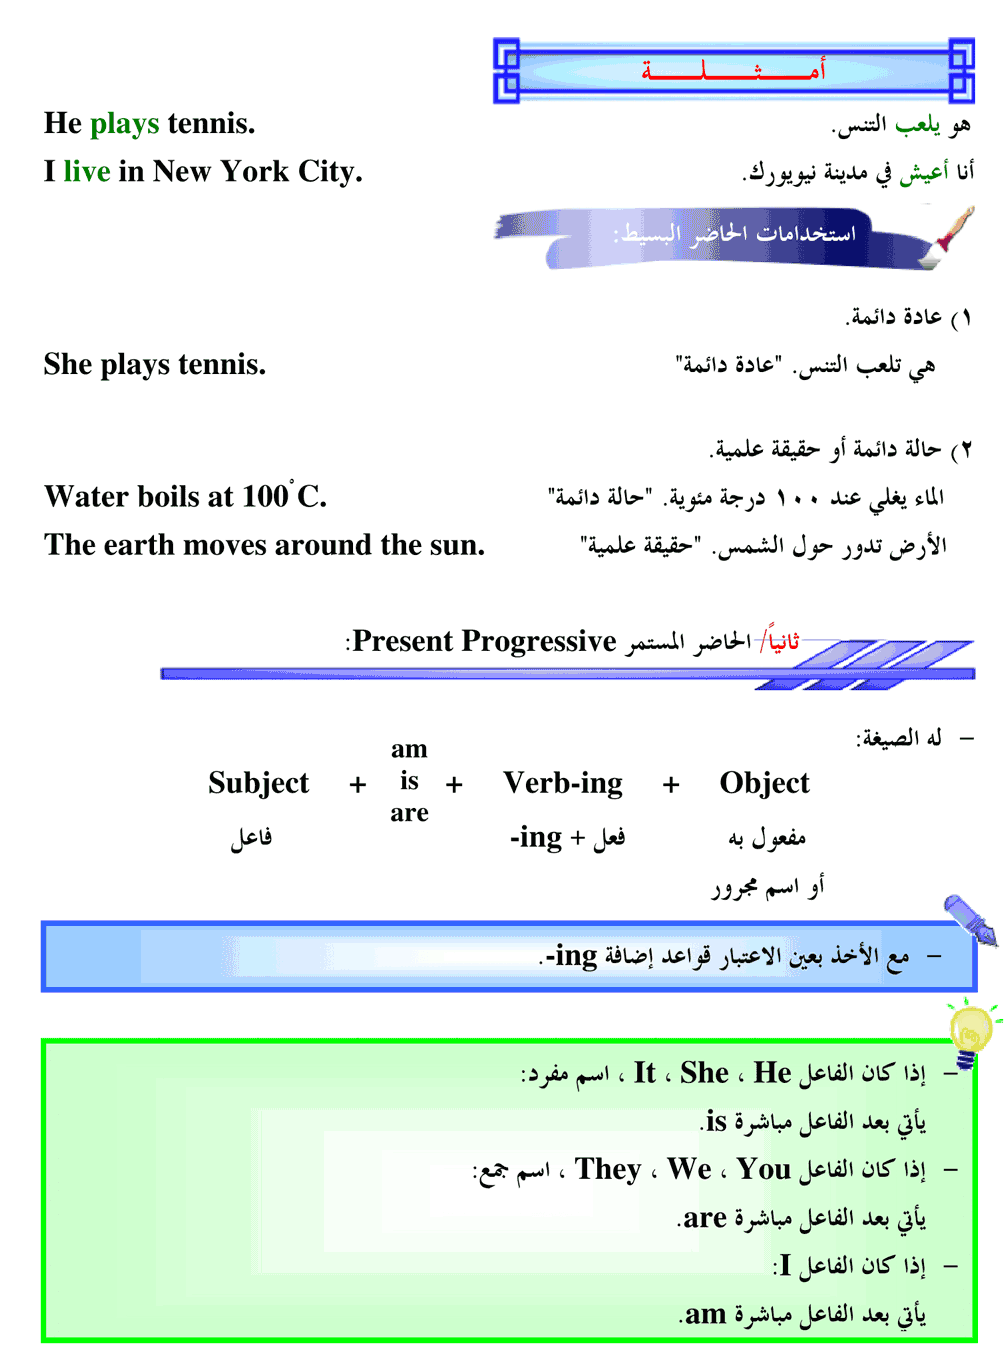 أمـــثـــلـــة
هو يلعب التنس. He plays tennis.
أنا أعيش في مدينة نيويورك. I live in New York City.
استخدامات الحاضر البسيط:
١) عادة دائمة.
هي تلعب التنس. "عادة دائمة" She plays tennis.
٢) حالة دائمة أو حقيقة علمية.
الماء يغلي عند ١٠٠ درجة مئوية. "حالة دائمة" Water boils at 100°C.
الأرض تدور حول الشمس. "حقيقة علمية" The earth moves around the sun.
ثانياً/ الحاضر المستمر Present Progressive:
– له الصيغة:
am
Subject + is + Verb-ing + Object
are
فاعل فعل + ing- مفعول به
أو اسم مجرور
– مع الأخذ بعين الاعتبار قواعد إضافة ing-.
– إذا كان الفاعل He ، She ، It ، اسم مفرد:
يأتي بعد الفاعل مباشرة is.
– إذا كان الفاعل You ، We ، They ، اسم جمع:
يأتي بعد الفاعل مباشرة are.
– إذا كان الفاعل I:
يأتي بعد الفاعل مباشرة am.